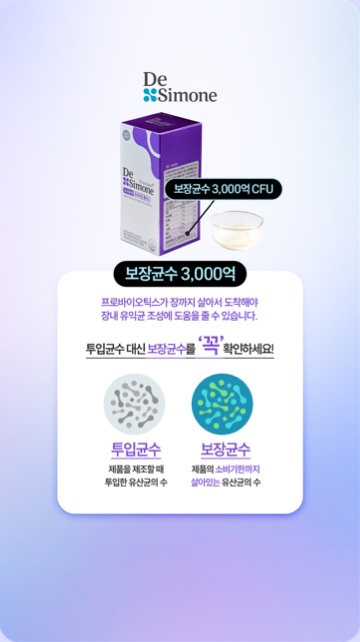 De
Simone
De
Simone
보장균수 3,000억 CFU
보장균수 3,000억
프로바이오틱스가 장까지 살아서 도착해야
장내 유익균 조성에 도움을 줄 수 있습니다.
투입균수 대신 보장균수를 '꼭' 확인하세요!
투입균수
보장균수
제품을 제조할 때
투입한 유산균의 수
제품의 소비기한까지
살아있는 유산균의 수